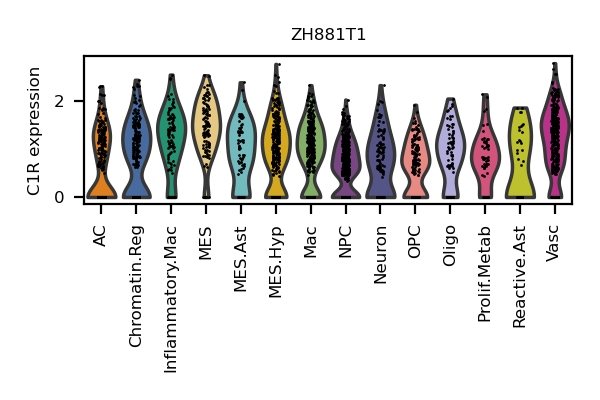 ZH881T1
C1R expression
2
0
AC
Chromatin.Reg
Inflammatory.Mac
MES
MES.Ast
MES.Hyp
Mac
NPC
Neuron
OPC
Oligo
Prolif.Metab
Reactive.Ast
Vasc